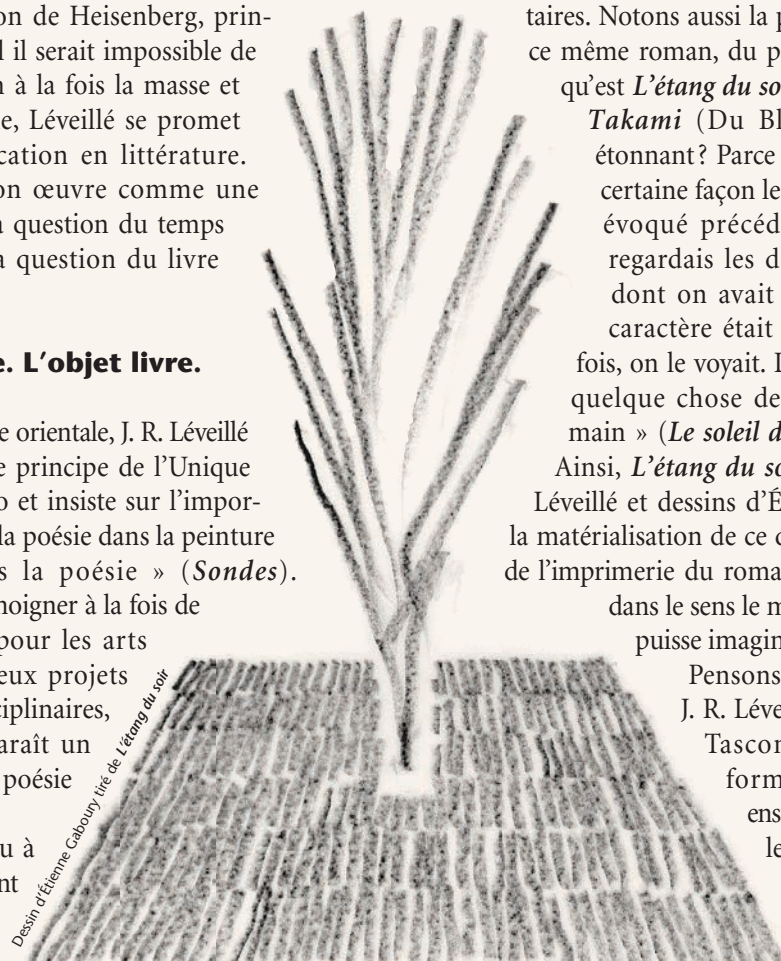 on de Heisenberg, prin-
l il serait impossible de
n à la fois la masse et
e, Léveillé se promet
cation en littérature.
on œuvre comme une
a question du temps
a question du livre
e. L'objet livre.
e orientale, J. R. Léveillé
e principe de l'Unique
o et insiste sur l'impor-
la poésie dans la peinture
s la poésie » (Sondes).
noigner à la fois de
pour les arts
eux projets
ciplinaires,
araît un
poésie
u à
nt
Dessin d'Étienne Gaboury tiré de L'étang du soir
taires. Notons aussi la p
ce même roman, du p
qu'est L'étang du so
Takami (Du Bl
étonnant? Parce
certaine façon le
évoqué précéd
regardais les d
dont on avait
caractère était
fois, on le voyait. L
quelque chose de
main » (Le soleil d
Ainsi, L'étang du so
Léveillé et dessins d'É
la matérialisation de ce d
de l'imprimerie du roma
dans le sens le m
puisse imagin
Pensons
J. R. Léve
Tascon
form
ens
le